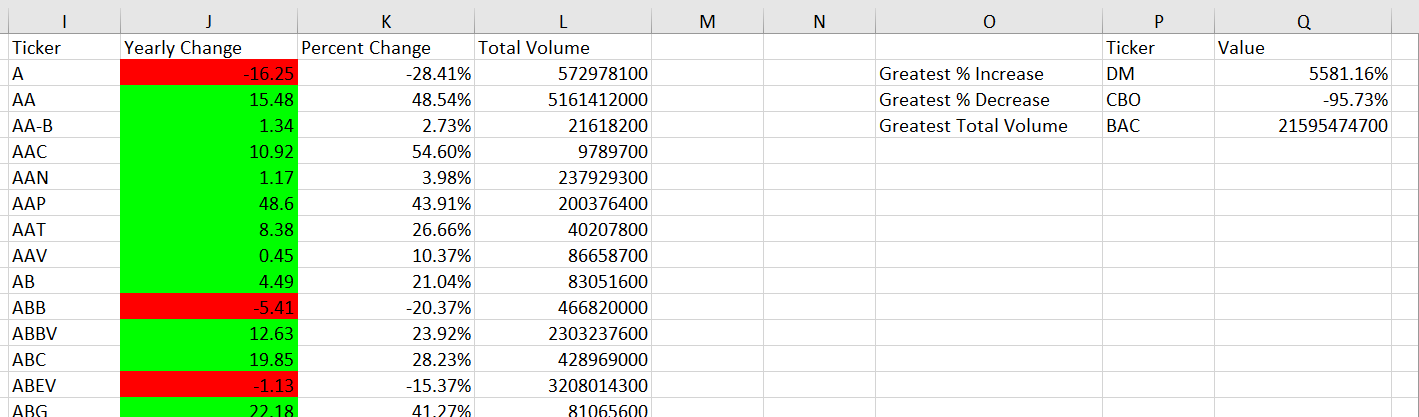 I J K L M N O P Q
Ticker Yearly Change Percent Change Total Volume Ticker Value
A -16.25 -28.41% 572978100 Greatest % Increase DM 5581.16%
AA 15.48 48.54% 5161412000 Greatest % Decrease CBO -95.73%
AA-B 1.34 2.73% 21618200 Greatest Total Volume BAC 21595474700
AAC 10.92 54.60% 9789700
AAN 1.17 3.98% 237929300
AAP 48.6 43.91% 200376400
AAT 8.38 26.66% 40207800
AAV 0.45 10.37% 86658700
AB 4.49 21.04% 83051600
ABB -5.41 -20.37% 466820000
ABBV 12.63 23.92% 2303237600
ABC 19.85 28.23% 428969000
ABEV -1.13 -15.37% 3208014300
ABG 22.18 41.27% 81065600